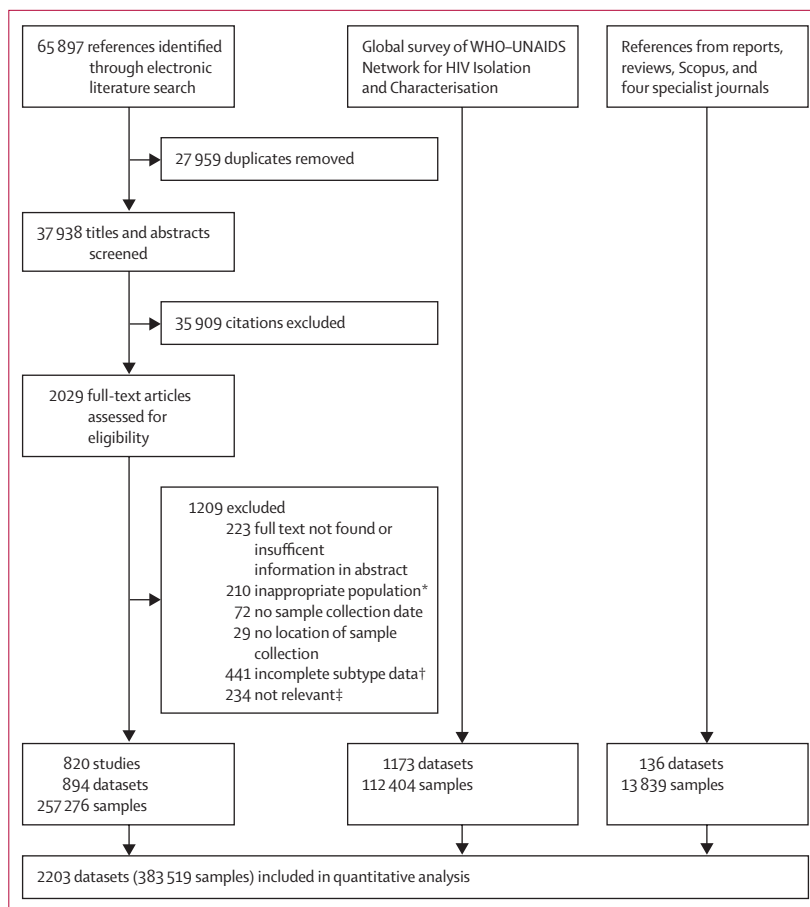 65 897 references identified
through electronic
literature search
Global survey of WHO–UNAIDS
Network for HIV Isolation
and Characterisation
References from reports,
reviews, Scopus, and
four specialist journals
27 959 duplicates removed
37 938 titles and abstracts
screened
35 909 citations excluded
2029 full-text articles
assessed for
eligibility
1209 excluded
223 full text not found or
insufficent
information in abstract
210 inappropriate population*
72 no sample collection date
29 no location of sample
collection
441 incomplete subtype data†
234 not relevant‡
820 studies
894 datasets
257 276 samples
1173 datasets
112 404 samples
136 datasets
13 839 samples
2203 datasets (383 519 samples) included in quantitative analysis